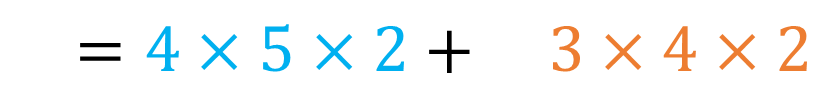 = 4 × 5 × 2 + 3 × 4 × 2